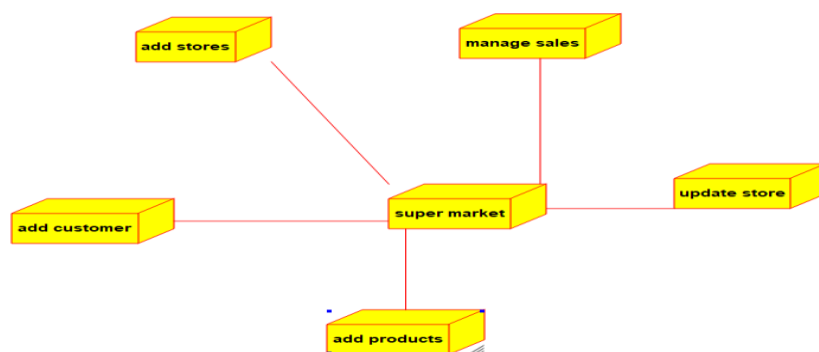 add stores
manage sales
update store
super market
add customer
add products